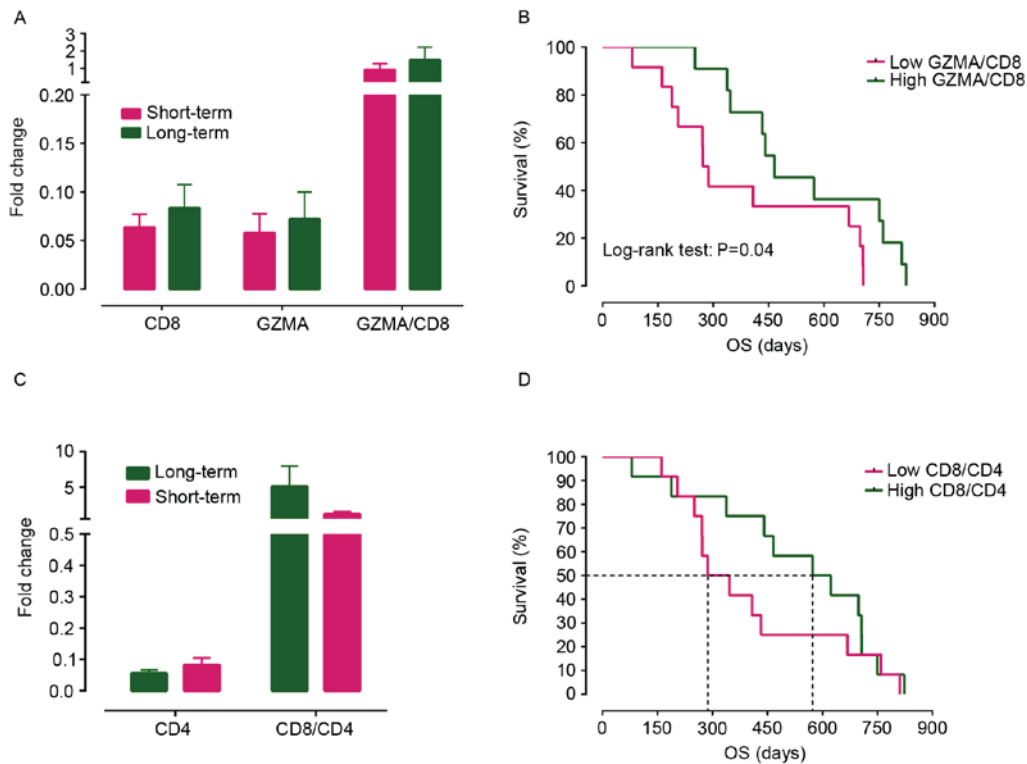 A
Fold change
3
2
1
0.20
0.15
0.10
0.05
0.00
Short-term
Long-term
CD8 GZMA GZMA/CD8
B
Survival (%)
100
80
60
40
20
0
Low GZMA/CD8
High GZMA/CD8
Log-rank test: P=0.04
0 150 300 450 600 750 900
OS (days)
C
Fold change
10
5
0.5
0.4
0.3
0.2
0.1
0.0
Long-term
Short-term
CD4 CD8/CD4
D
Survival (%)
100
90
80
70
60
50
40
30
20
10
0
Low CD8/CD4
High CD8/CD4
0 150 300 450 600 750 900
OS (days)